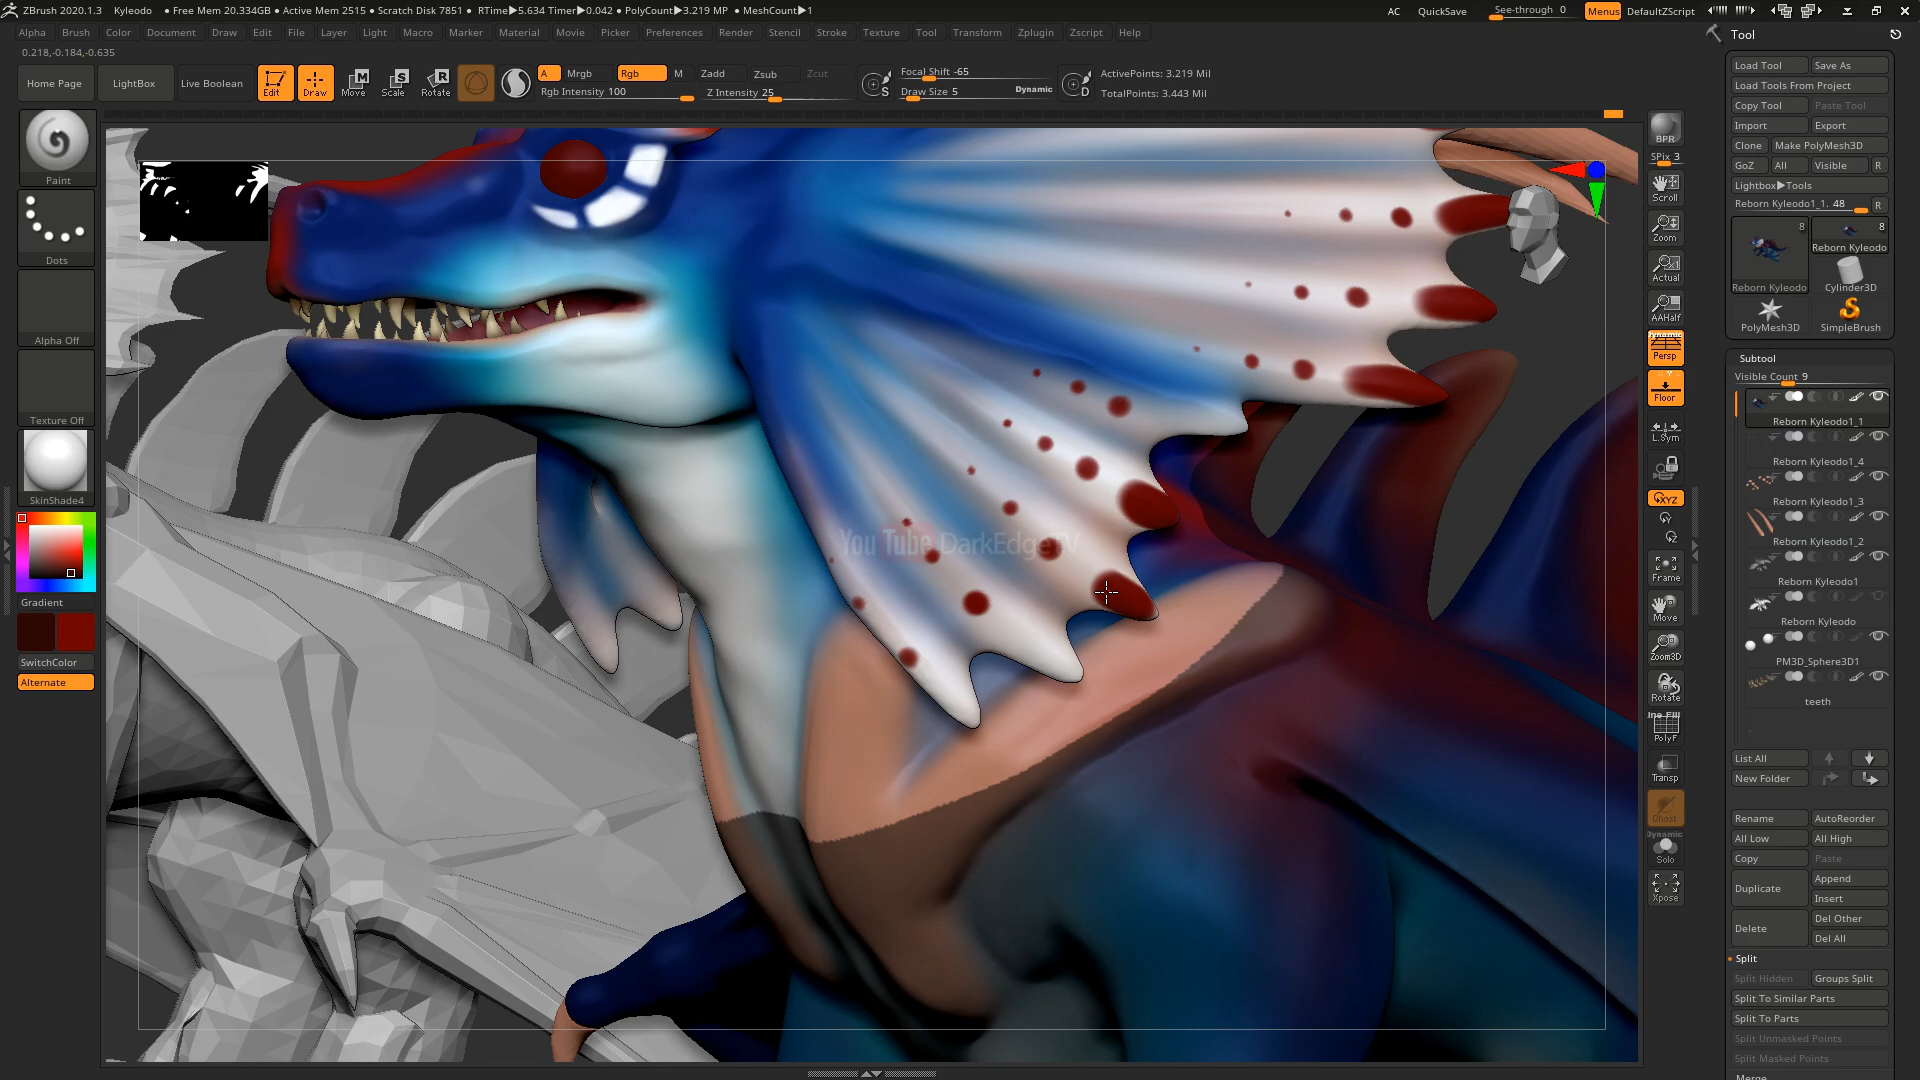 ZBrush 2020.1.3 Kyleodo • Free Mem 20.334GB • Active Mem 2515 • Scratch Disk 7851 • RTime▶5.634 Timer▶0.042 • PolyCount▶3.219 MP • MeshCount▶1 AC QuickSave See-through 0 Menus DefaultZScript
Alpha Brush Color Document Draw Edit File Layer Light Macro Marker Material Movie Picker Preferences Render Stencil Stroke Texture Tool Transform Zplugin Zscript Help
0.218,-0.184,-0.635
Home Page LightBox Live Boolean Edit Draw Move Scale Rotate
A Mrgb Rgb M Zadd Zsub Zcut
Rgb Intensity 100 Z Intensity 25
Focal Shift -65
Draw Size 5 Dynamic
ActivePoints: 3.219 Mil
TotalPoints: 3.443 Mil
Paint
Dots
Alpha Off
Texture Off
SkinShade4
Gradient
SwitchColor
Alternate
You Tube DarkEdgeTV
BPR
SPix 3
Scroll
Zoom
Actual
AAHalf
Dynamic
Persp
Floor
L.Sym
XYZ
Frame
Move
Zoom3D
Rotate
Line Fill
PolyF
Transp
Ghost
Dynamic
Solo
Xpose
Tool
Load Tool Save As
Load Tools From Project
Copy Tool Paste Tool
Import Export
Clone Make PolyMesh3D
GoZ All Visible R
Lightbox▶Tools
Reborn Kyleodo1_1. 48 R
8 8
Reborn Kyleodo
Reborn Kyleodo Cylinder3D
PolyMesh3D SimpleBrush
Subtool
Visible Count 9
Reborn Kyleodo1_1
Reborn Kyleodo1_4
Reborn Kyleodo1_3
Reborn Kyleodo1_2
Reborn Kyleodo1
Reborn Kyleodo
PM3D_Sphere3D1
teeth
List All
New Folder
Rename AutoReorder
All Low All High
Copy Paste
Duplicate Append
Insert
Delete Del Other
Del All
Split
Split Hidden Groups Split
Split To Similar Parts
Split To Parts
Split Unmasked Points
Split Masked Points
Merge